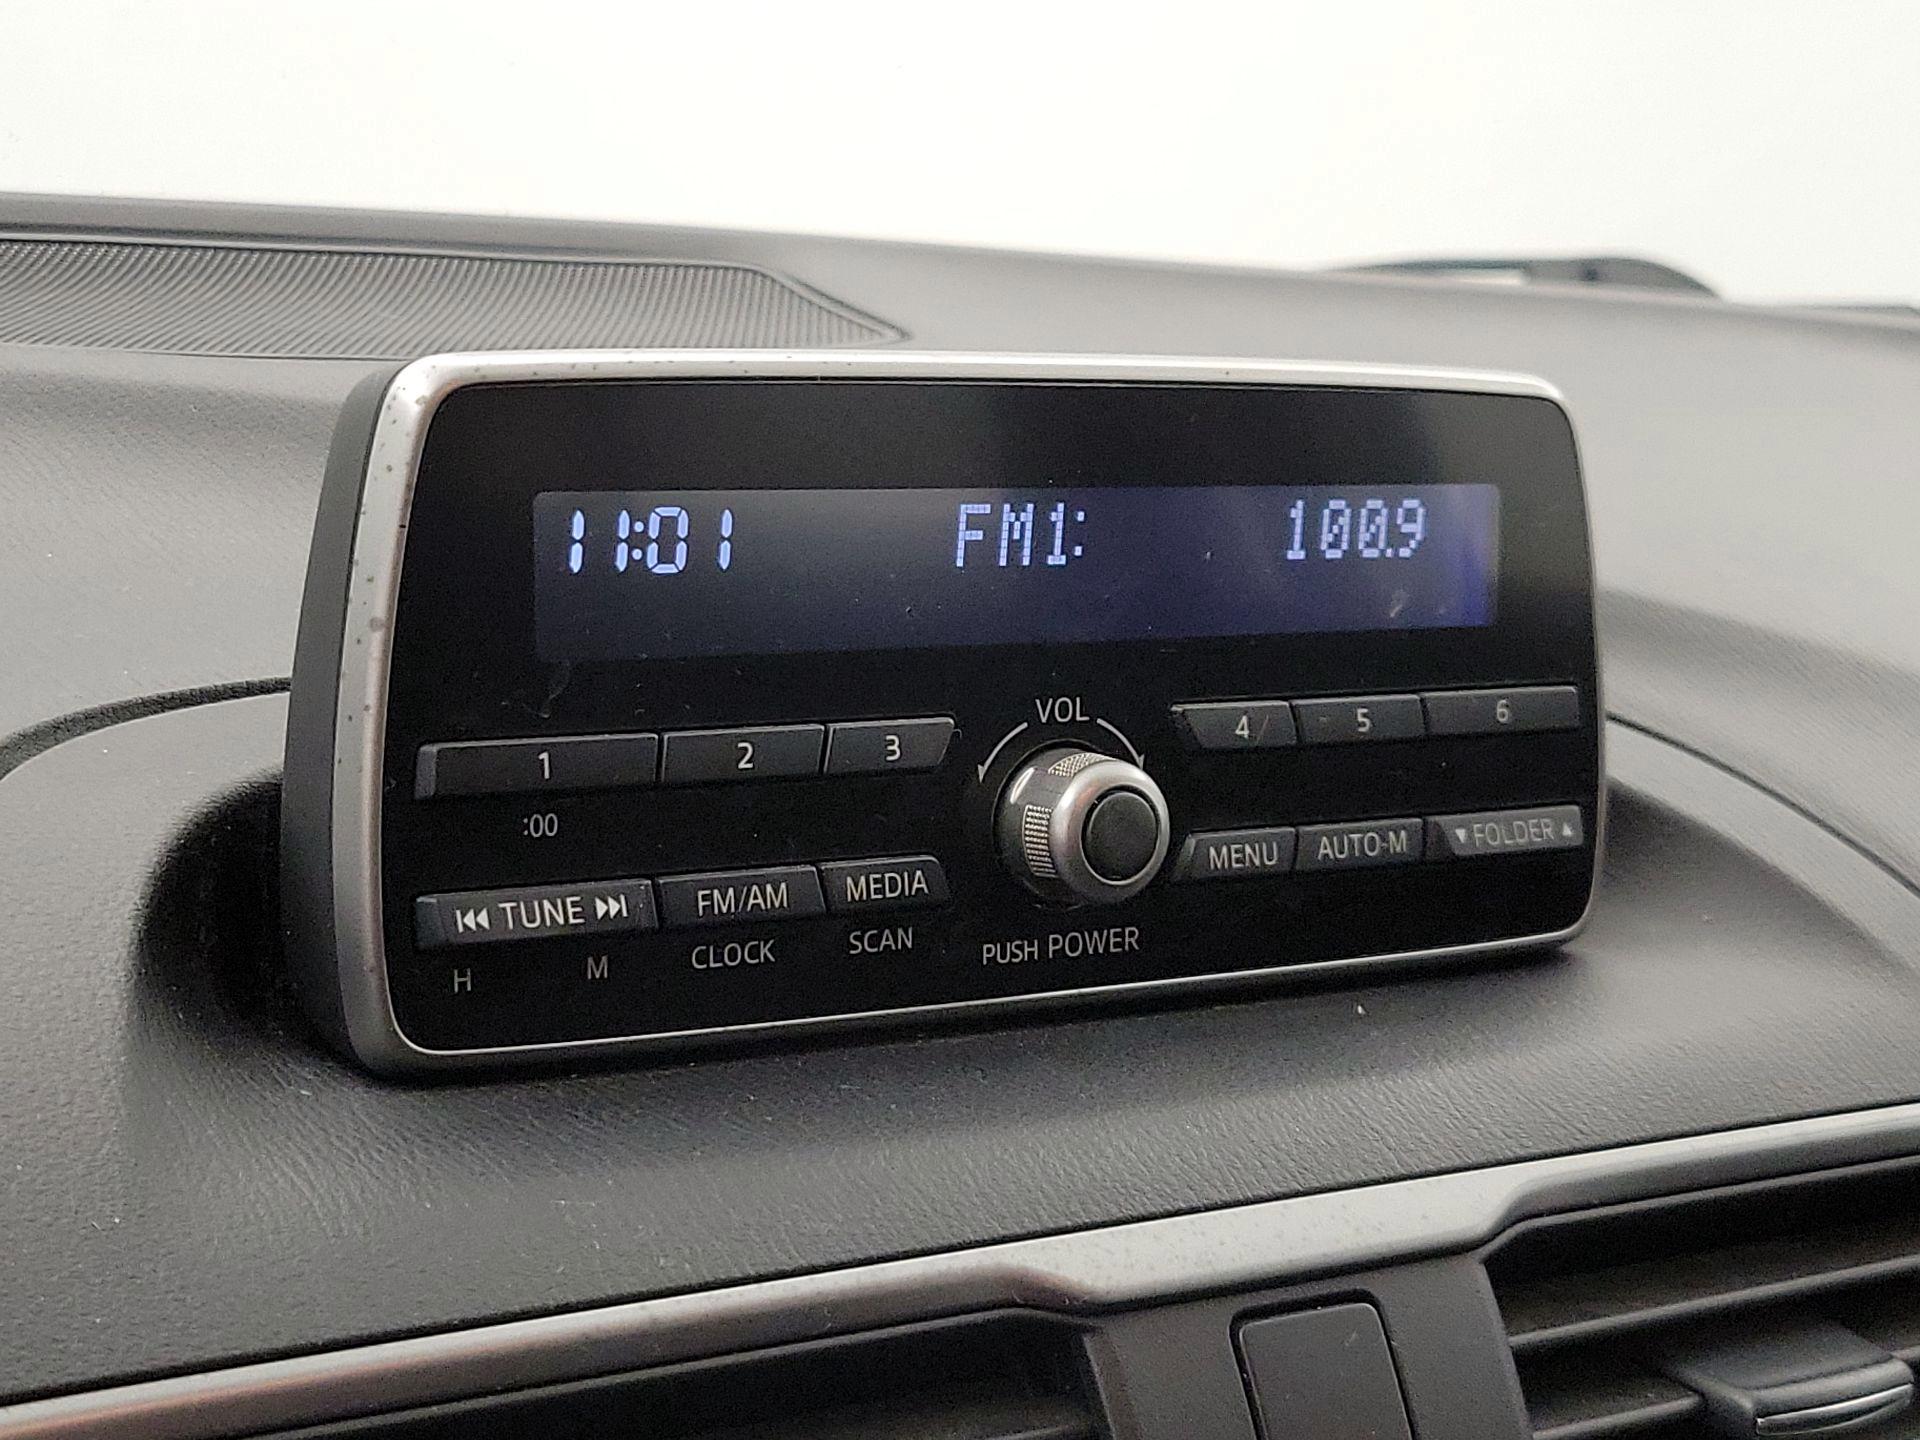 11:01 FM1: 100.9
VOL
1 2 3 4 5 6
:00
⏮ TUNE ⏭ FM/AM MEDIA MENU AUTO-M ▼ FOLDER ▲
H M CLOCK SCAN PUSH POWER